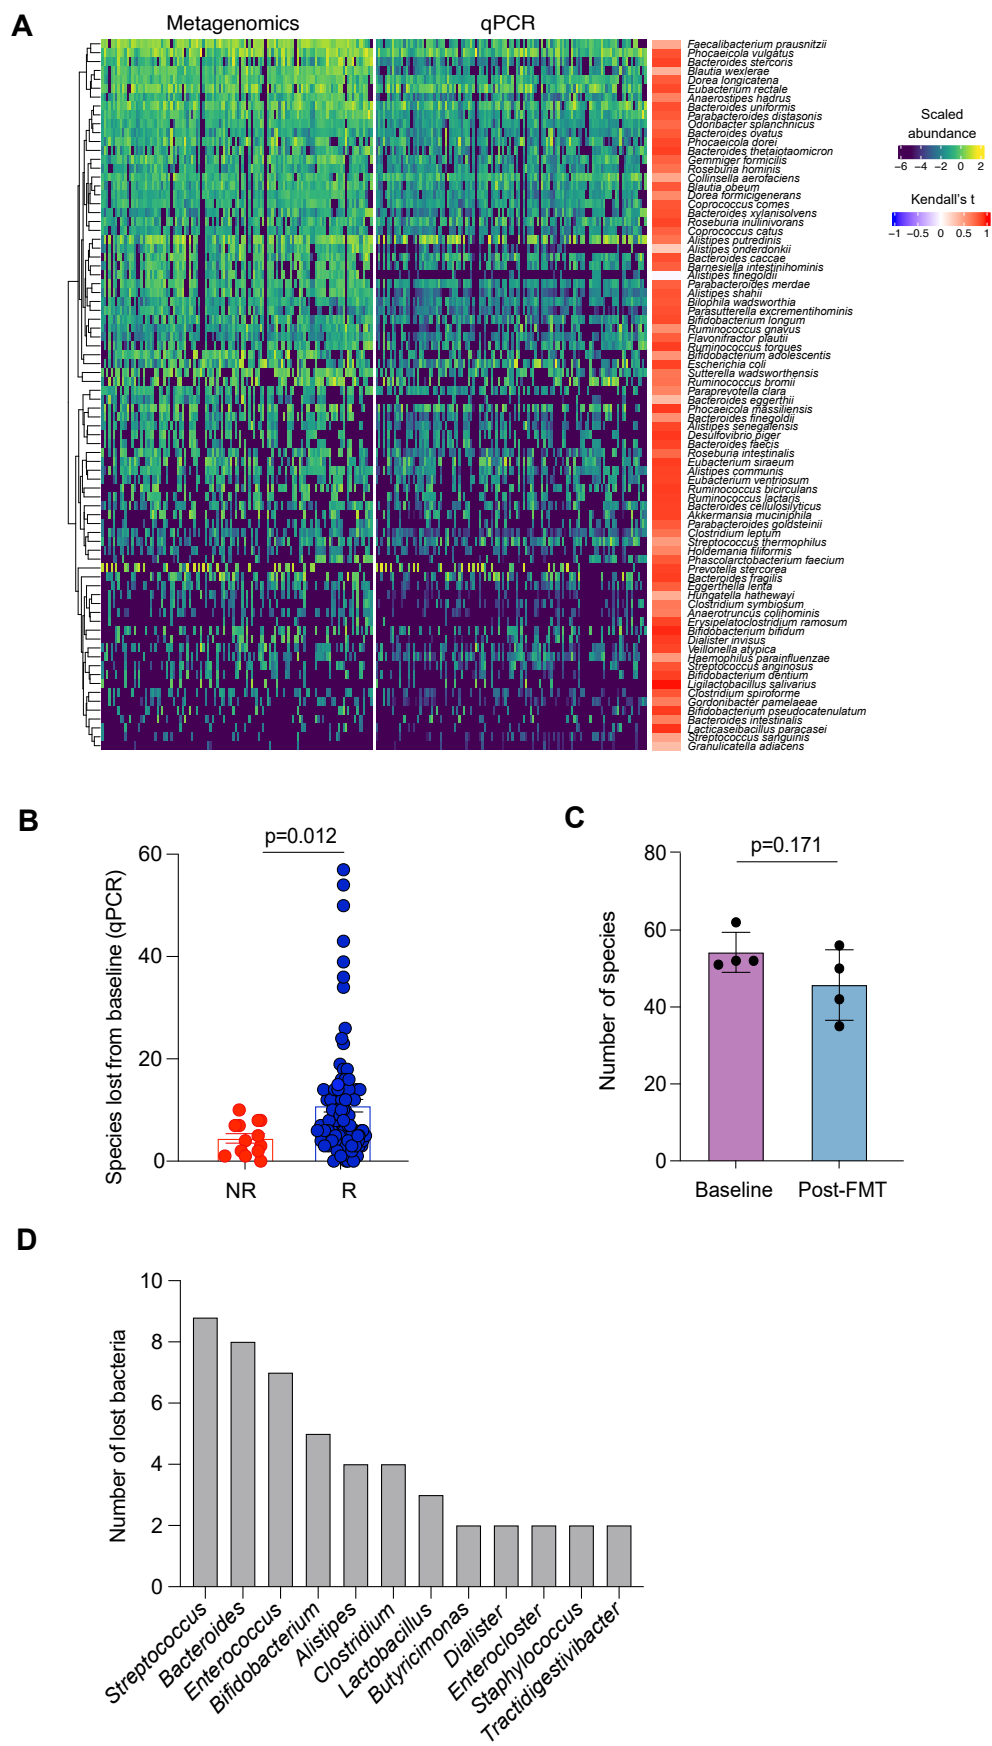 A
Metagenomics
qPCR
Faecalibacterium prausnitzii
Phocaeicola vulgatus
Bacteroides stercoris
Blautia wexlerae
Dorea longicatena
Eubacterium rectale
Anaerostipes hadrus
Bacteroides uniformis
Parabacteroides distasonis
Odoribacter splanchnicus
Bacteroides ovatus
Phocaeicola dorei
Bacteroides thetaiotaomicron
Gemmiger formicilis
Roseburia hominis
Collinsella aerofaciens
Blautia obeum
Dorea formicigenerans
Coprococcus comes
Bacteroides xylanisolvens
Roseburia inulinivorans
Coprococcus catus
Alistipes putredinis
Alistipes onderdonkii
Bacteroides caccae
Barnesiella intestinihominis
Alistipes finegoldii
Parabacteroides merdae
Alistipes shahii
Bilophila wadsworthia
Parasutterella excrementihominis
Bifidobacterium longum
Ruminococcus gnavus
Flavonifractor plautii
Ruminococcus torques
Bifidobacterium adolescentis
Escherichia coli
Sutterella wadsworthensis
Ruminococcus bromii
Paraprevotella clara
Bacteroides eggerthii
Phocaeicola massiliensis
Bacteroides finegoldii
Alistipes senegalensis
Desulfovibrio piger
Bacteroides faecis
Roseburia intestinalis
Eubacterium siraeum
Alistipes communis
Eubacterium ventriosum
Ruminococcus bicirculans
Ruminococcus lactaris
Bacteroides cellulosilyticus
Akkermansia muciniphila
Parabacteroides goldsteinii
Clostridium leptum
Streptococcus thermophilus
Holdemania filiformis
Phascolarctobacterium faecium
Prevotella stercorea
Bacteroides fragilis
Eggerthella lenta
Hungatella hathewayi
Clostridium symbiosum
Anaerotruncus colihominis
Erysipelatoclostridium ramosum
Bifidobacterium bifidum
Dialister invisus
Veillonella atypica
Haemophilus parainfluenzae
Streptococcus anginosus
Bifidobacterium dentium
Ligilactobacillus salivarius
Clostridium spiroforme
Gordonibacter pamelaeae
Bifidobacterium pseudocatenulatum
Bacteroides intestinalis
Lacticaseibacillus paracasei
Streptococcus sanguinis
Granulicatella adiacens
Scaled
abundance
−6 −4 −2 0 2
Kendall's t
−1 −0.5 0 0.5 1
B
p=0.012
Species lost from baseline (qPCR)
60
40
20
0
NR
R
C
p=0.171
Number of species
80
60
40
20
0
Baseline
Post-FMT
D
Number of lost bacteria
10
8
6
4
2
0
Streptococcus
Bacteroides
Enterococcus
Bifidobacterium
Alistipes
Clostridium
Lactobacillus
Butyricimonas
Dialister
Enterocloster
Staphylococcus
Tractidigestivibacter